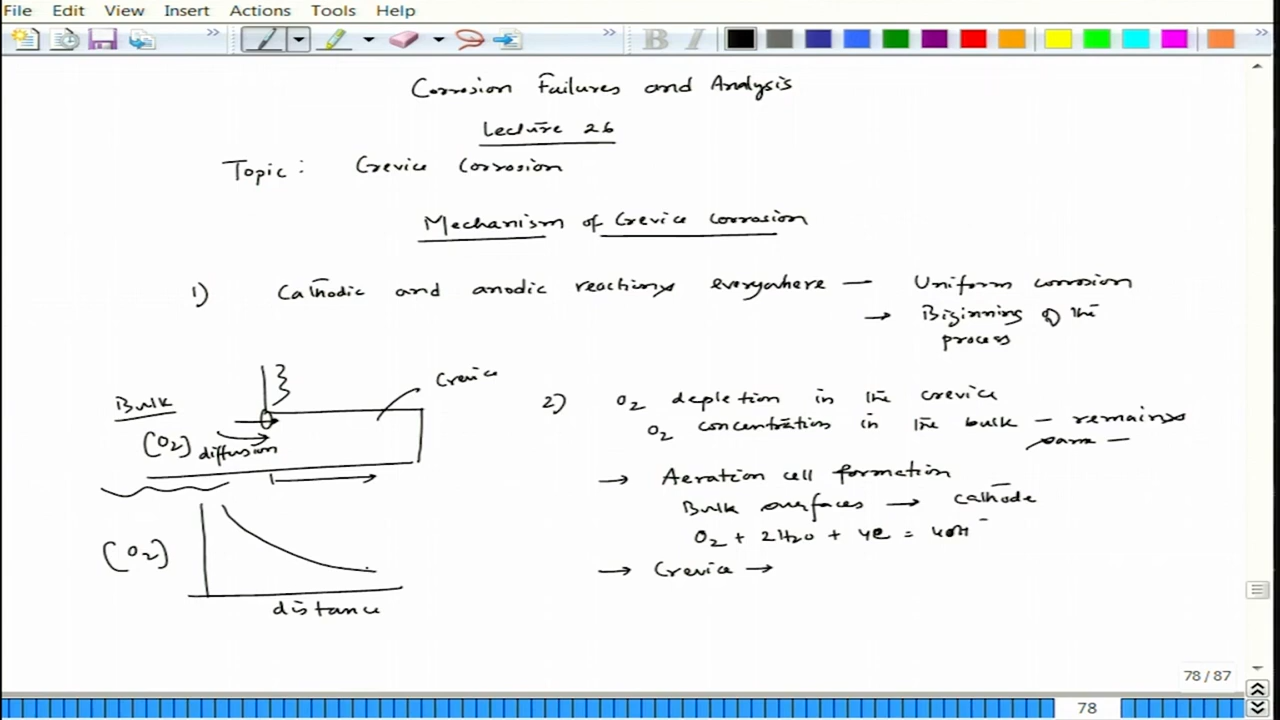 File Edit View Insert Actions Tools Help
Corrosion Failures and Analysis
Lecture 26
Topic: Crevice Corrosion
Mechanism of Crevice Corrosion
1) Cathodic and anodic reactions everywhere — Uniform corrosion
→ Biginning of the
process
Crevice
Bulk
(O2)
diffusion
(O2)
distance
2) O2 depletion in the crevice
O2 concentration in the bulk — remains
same —
→ Aeration cell formation
Bulk surfaces → cathode
O2 + 2H2O + 4e = 4OH-
→ Crevice →
78 / 87
78